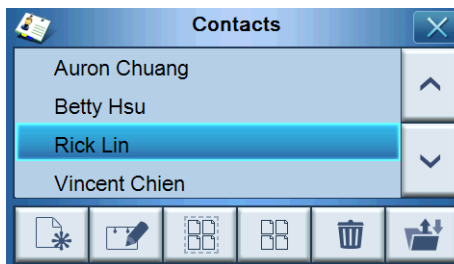 Contacts
Auron Chuang
Betty Hsu
Rick Lin
Vincent Chien